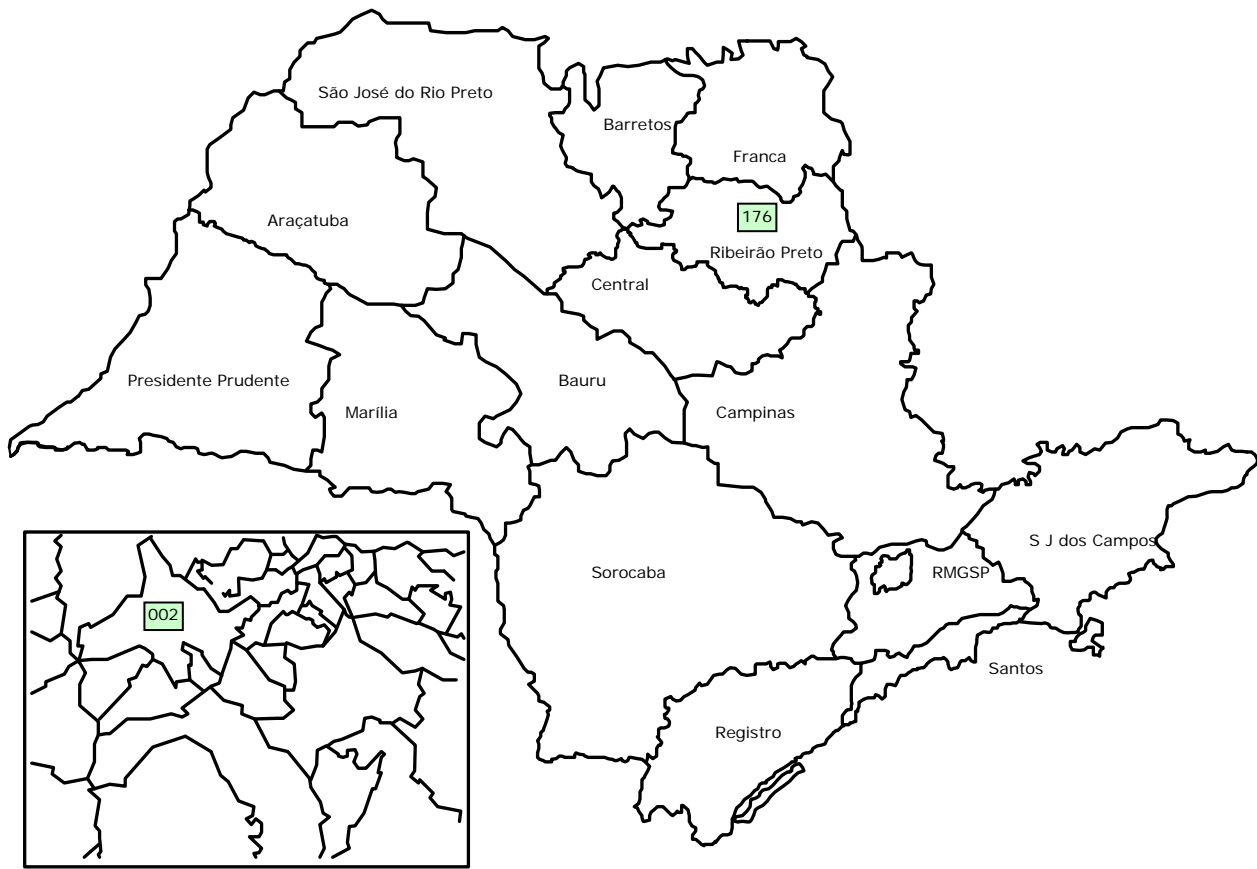 São José do Rio Preto
Barretos
Franca
Araçatuba
176
Ribeirão Preto
Central
Presidente Prudente
Marília
Bauru
Campinas
S J dos Campos
Sorocaba
RMGSP
002
Santos
Registro